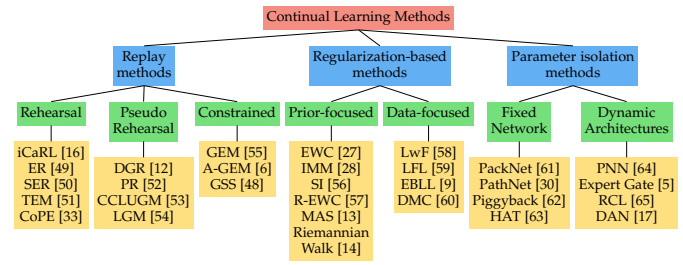 Continual Learning Methods
Replay
methods
Regularization-based
methods
Parameter isolation
methods
Rehearsal
Pseudo
Rehearsal
Constrained
Prior-focused
Data-focused
Fixed
Network
Dynamic
Architectures
iCaRL [16]
ER [49]
SER [50]
TEM [51]
CoPE [33]
DGR [12]
PR [52]
CCLUGM [53]
LGM [54]
GEM [55]
A-GEM [6]
GSS [48]
EWC [27]
IMM [28]
SI [56]
R-EWC [57]
MAS [13]
Riemannian
Walk [14]
LwF [58]
LFL [59]
EBLL [9]
DMC [60]
PackNet [61]
PathNet [30]
Piggyback [62]
HAT [63]
PNN [64]
Expert Gate [5]
RCL [65]
DAN [17]